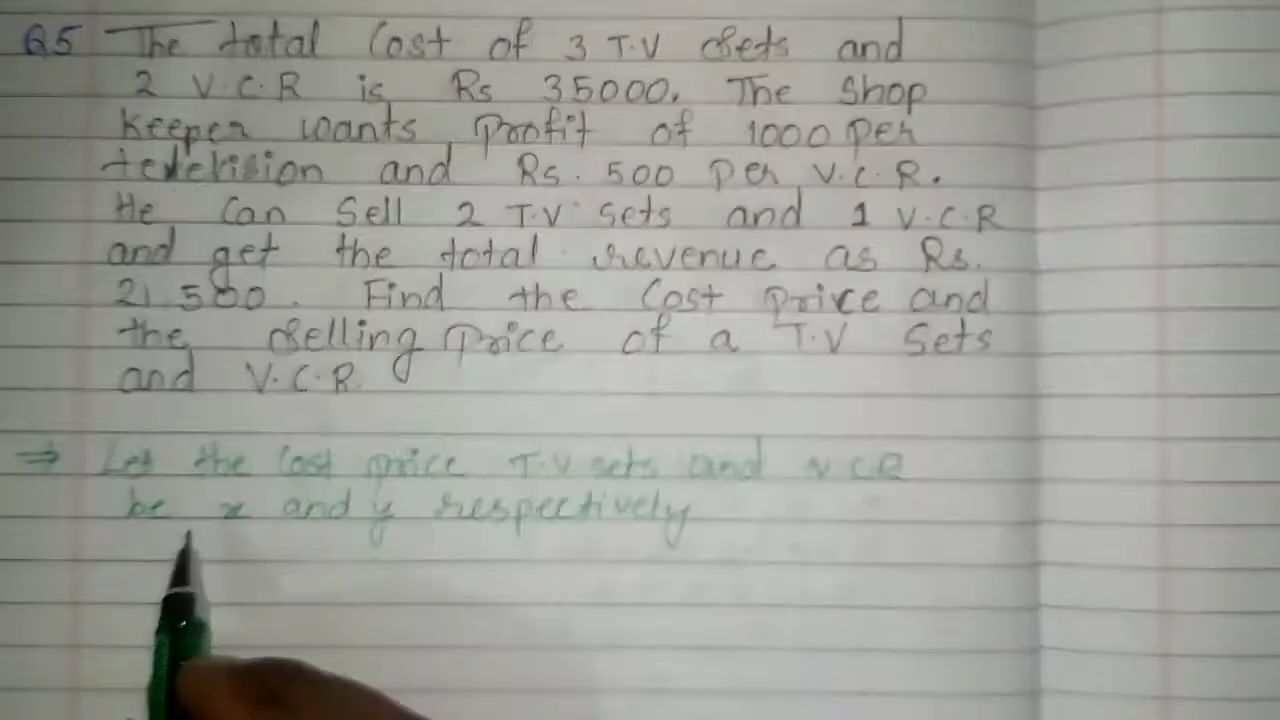 Q5 The total Cost of 3 T.V Sets and
2 V.C.R is Rs 35000. The Shop
Keeper wants Profit of 1000 Per
television and Rs. 500 Per V.C.R.
He Can Sell 2 T.V Sets and 1 V.C.R
and get the total revenue as Rs.
21,500. Find the Cost Price and
the Selling Price of a T.V Sets
and V.C.R.
⇒ Let the Cost price T.V sets and V C R
be x and y respectively